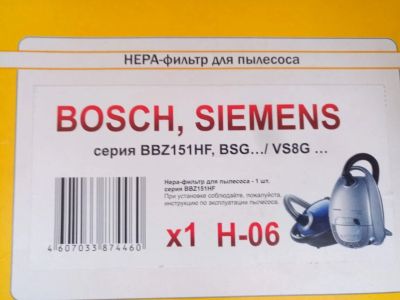 НЕРА-фильтр для пылесоса
BOSCH, SIEMENS
серия BBZ151HF, BSG.../ VS8G ...
Нера-фильтр для пылесоса - 1 шт.
серия BBZ151HF
При установке соблюдайте, пожалуйста,
инструкцию по эксплуатации пылесоса.
x1 H-06
4 607033 874460